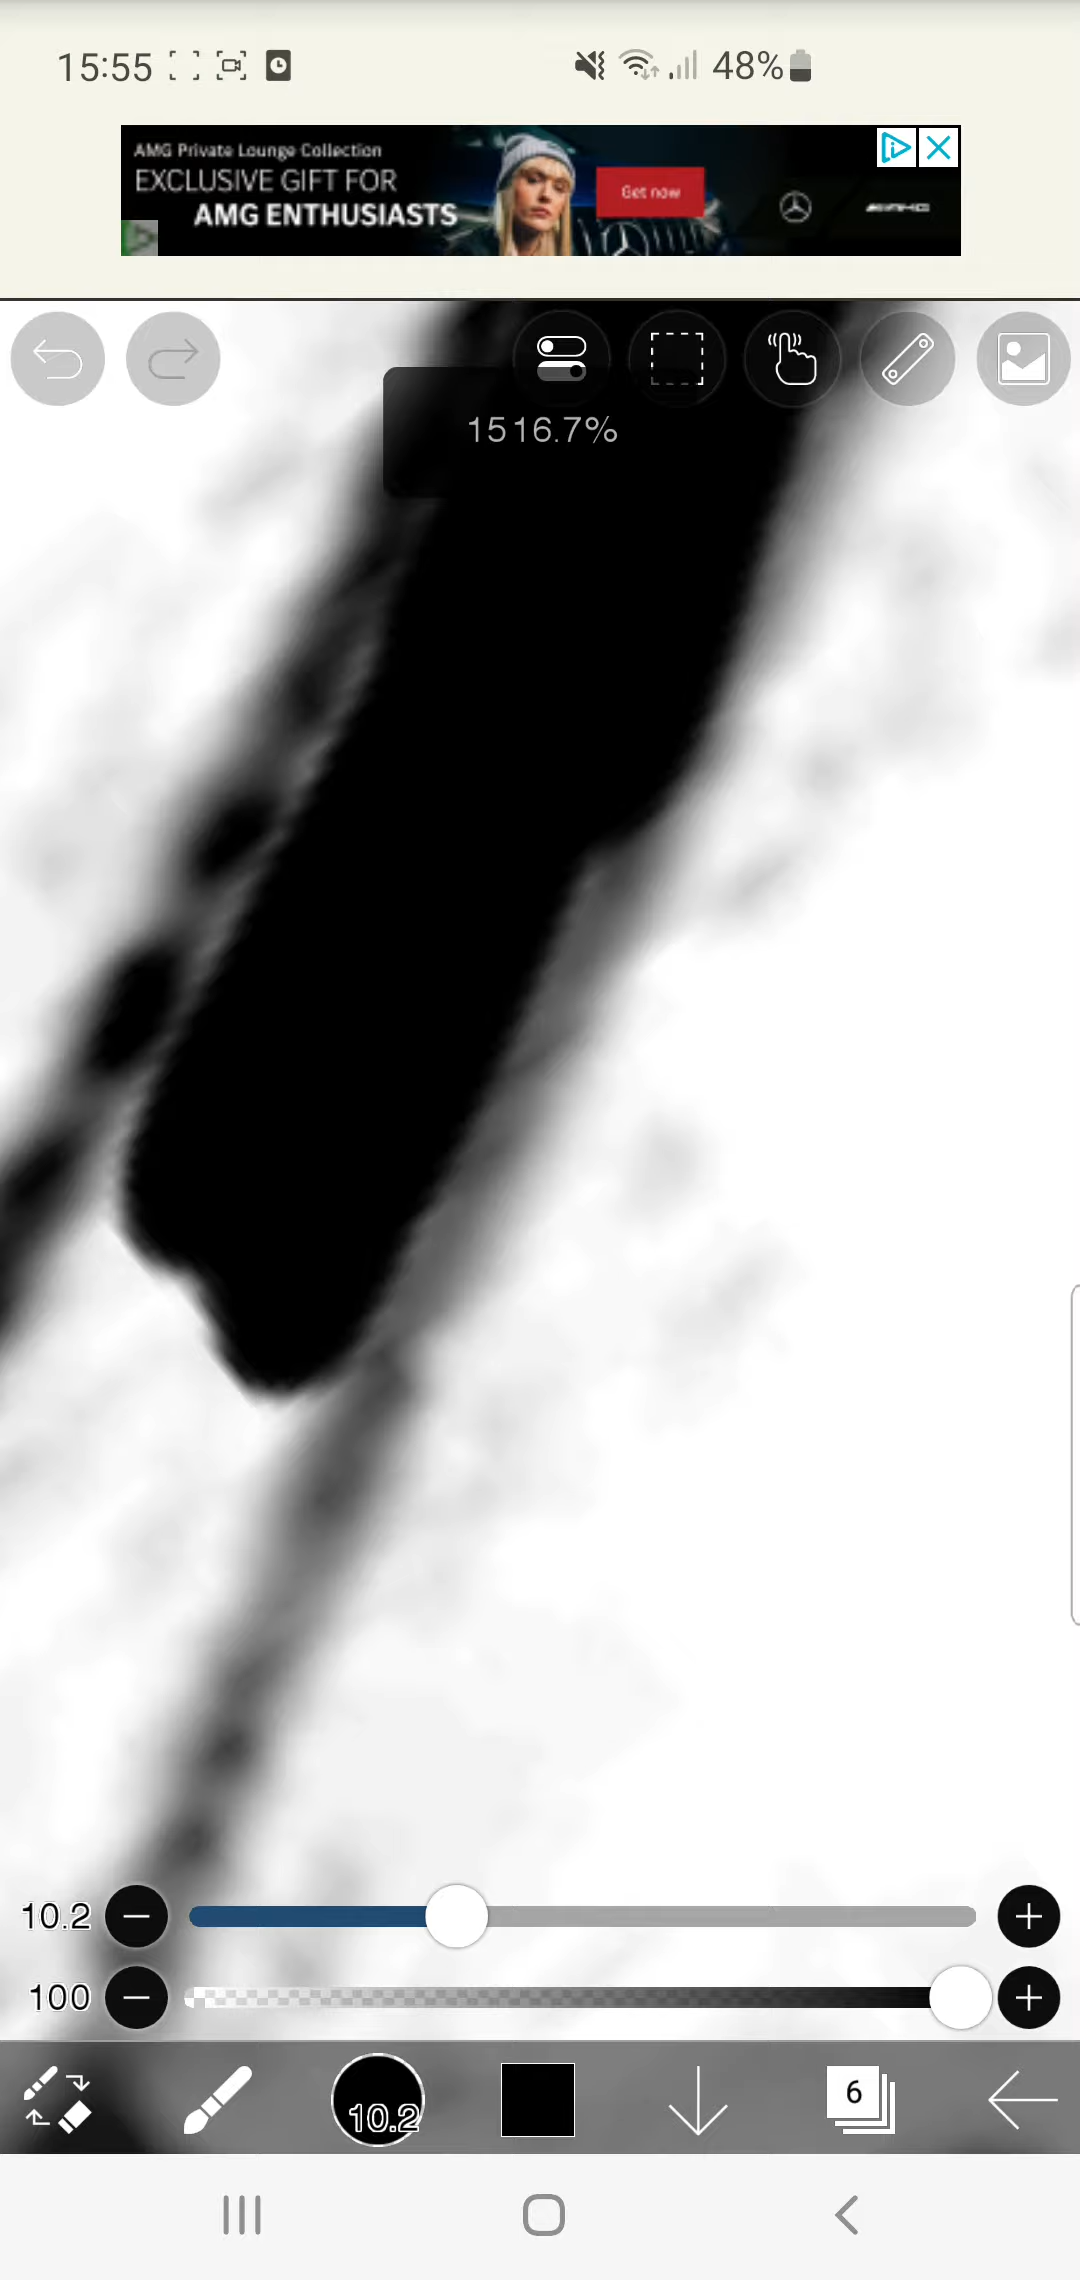 15:55
48%
AMG Private Lounge Collection
EXCLUSIVE GIFT FOR
AMG ENTHUSIASTS
Get now
AMG
1516.7%
10.2
100
10.2
6